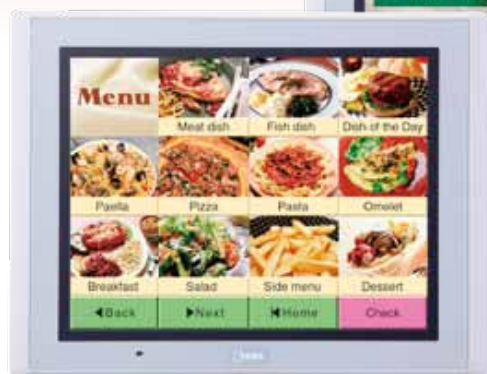 Menu
Meat dish
Fish dish
Dish of the Day
Paella
Pizza
Pasta
Omelet
Breakfast
Salad
Side menu
Dessert
◀Back
▶Next
Home
Check